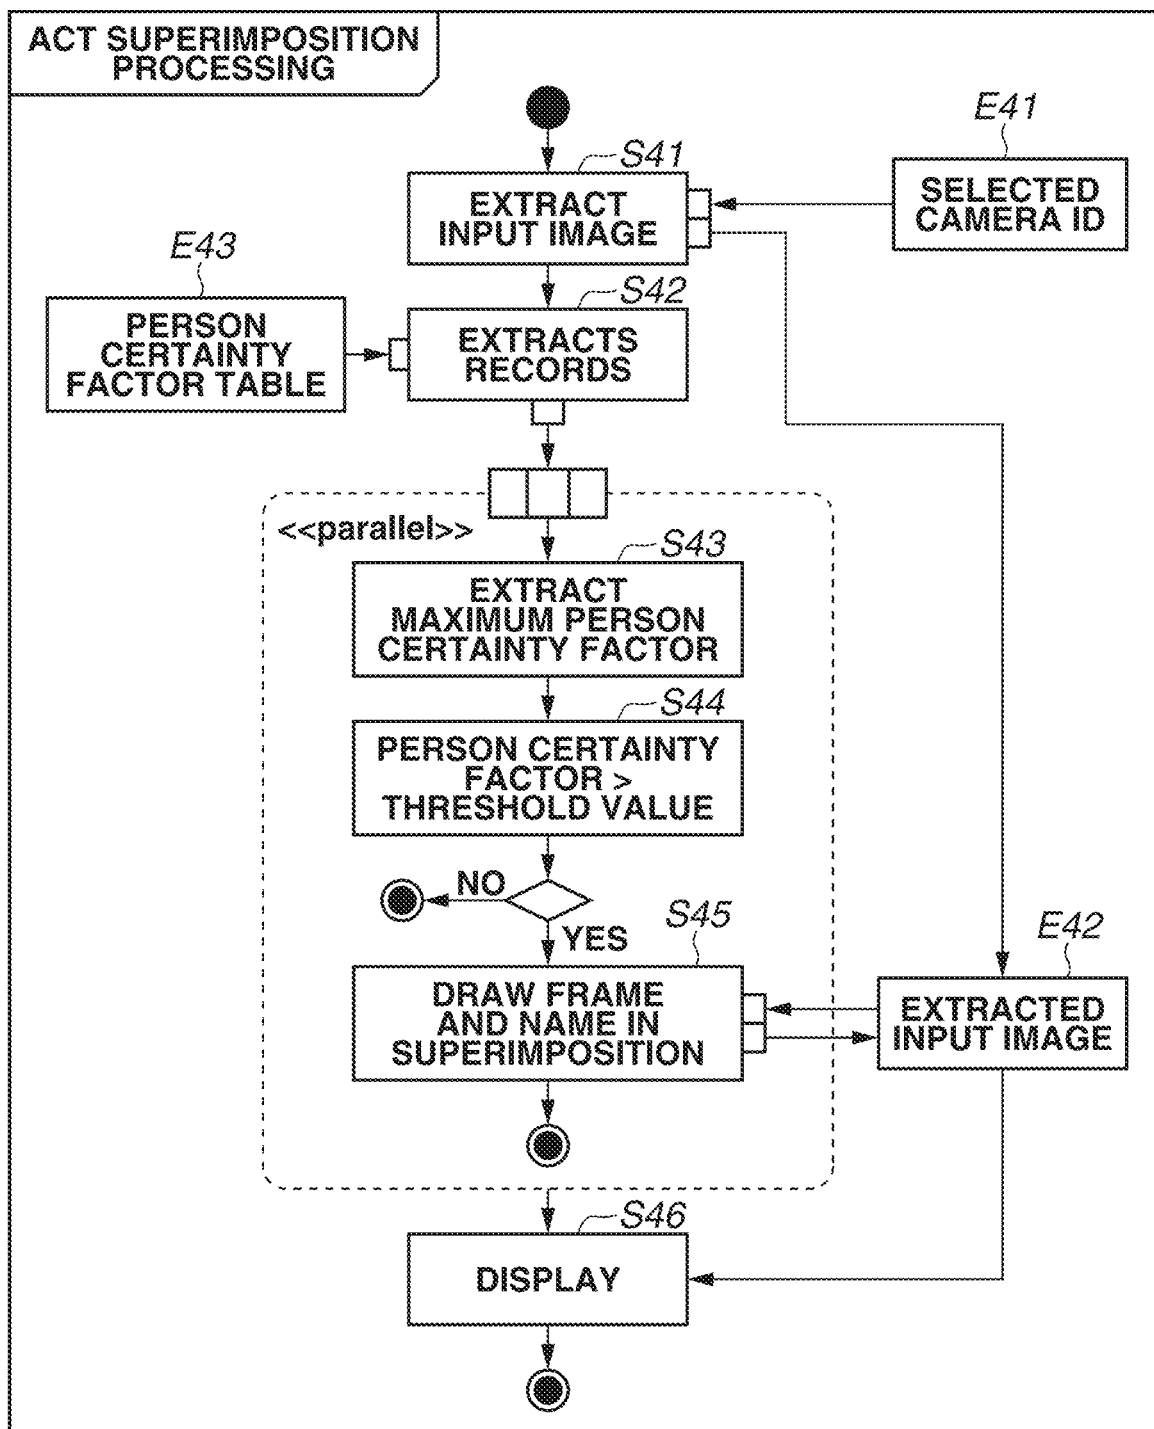 ACT SUPERIMPOSITION
PROCESSING
E41
S41
EXTRACT
INPUT IMAGE
SELECTED
CAMERA ID
E43
S42
PERSON
CERTAINTY
FACTOR TABLE
EXTRACTS
RECORDS
<<parallel>>
S43
EXTRACT
MAXIMUM PERSON
CERTAINTY FACTOR
S44
PERSON CERTAINTY
FACTOR >
THRESHOLD VALUE
NO
YES
S45
E42
DRAW FRAME
AND NAME IN
SUPERIMPOSITION
EXTRACTED
INPUT IMAGE
S46
DISPLAY